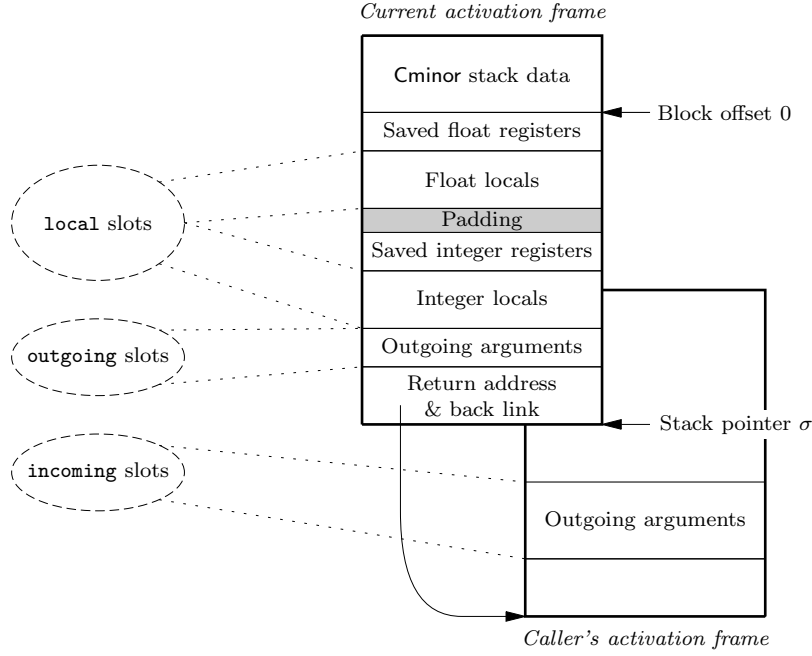 Current activation frame
Cminor stack data
Block offset 0
Saved float registers
Float locals
local slots
Padding
Saved integer registers
Integer locals
outgoing slots
Outgoing arguments
Return address
& back link
Stack pointer σ
incoming slots
Outgoing arguments
Caller's activation frame